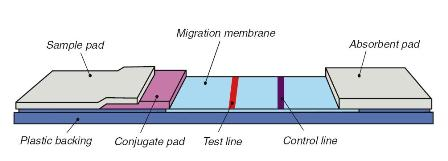 Migration membrane
Sample pad
Absorbent pad
Plastic backing
Conjugate pad
Test line
Control line